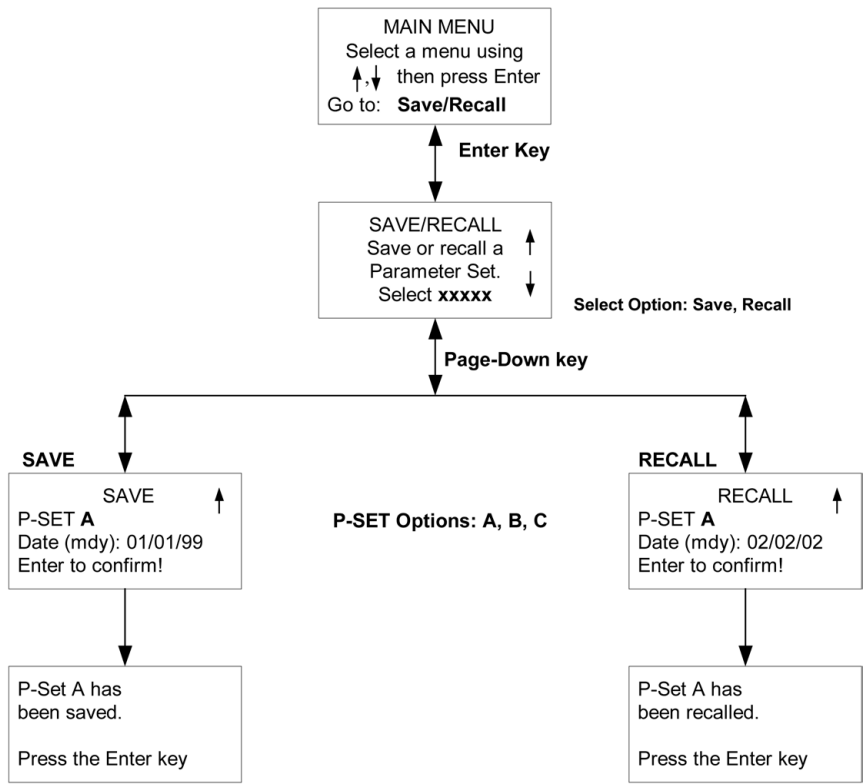 MAIN MENU
Select a menu using
↑,↓ then press Enter
Go to: Save/Recall
Enter Key
SAVE/RECALL
Save or recall a
Parameter Set.
Select xxxxx
Select Option: Save, Recall
Page-Down key
SAVE
SAVE
P-SET A
Date (mdy): 01/01/99
Enter to confirm!
P-SET Options: A, B, C
RECALL
RECALL
P-SET A
Date (mdy): 02/02/02
Enter to confirm!
P-Set A has
been saved.
Press the Enter key
P-Set A has
been recalled.
Press the Enter key